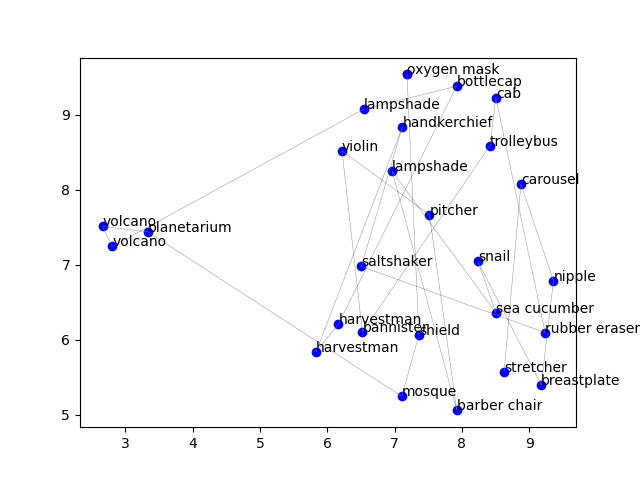 oxygen mask
bottlecap
cab
lampshade
handkerchief
trolleybus
violin
lampshade
carousel
pitcher
volcano
planetarium
volcano
saltshaker
snail
nipple
sea cucumber
harvestman
bannister
shield
rubber eraser
harvestman
stretcher
breastplate
mosque
barber chair
9
8
7
6
5
3 4 5 6 7 8 9